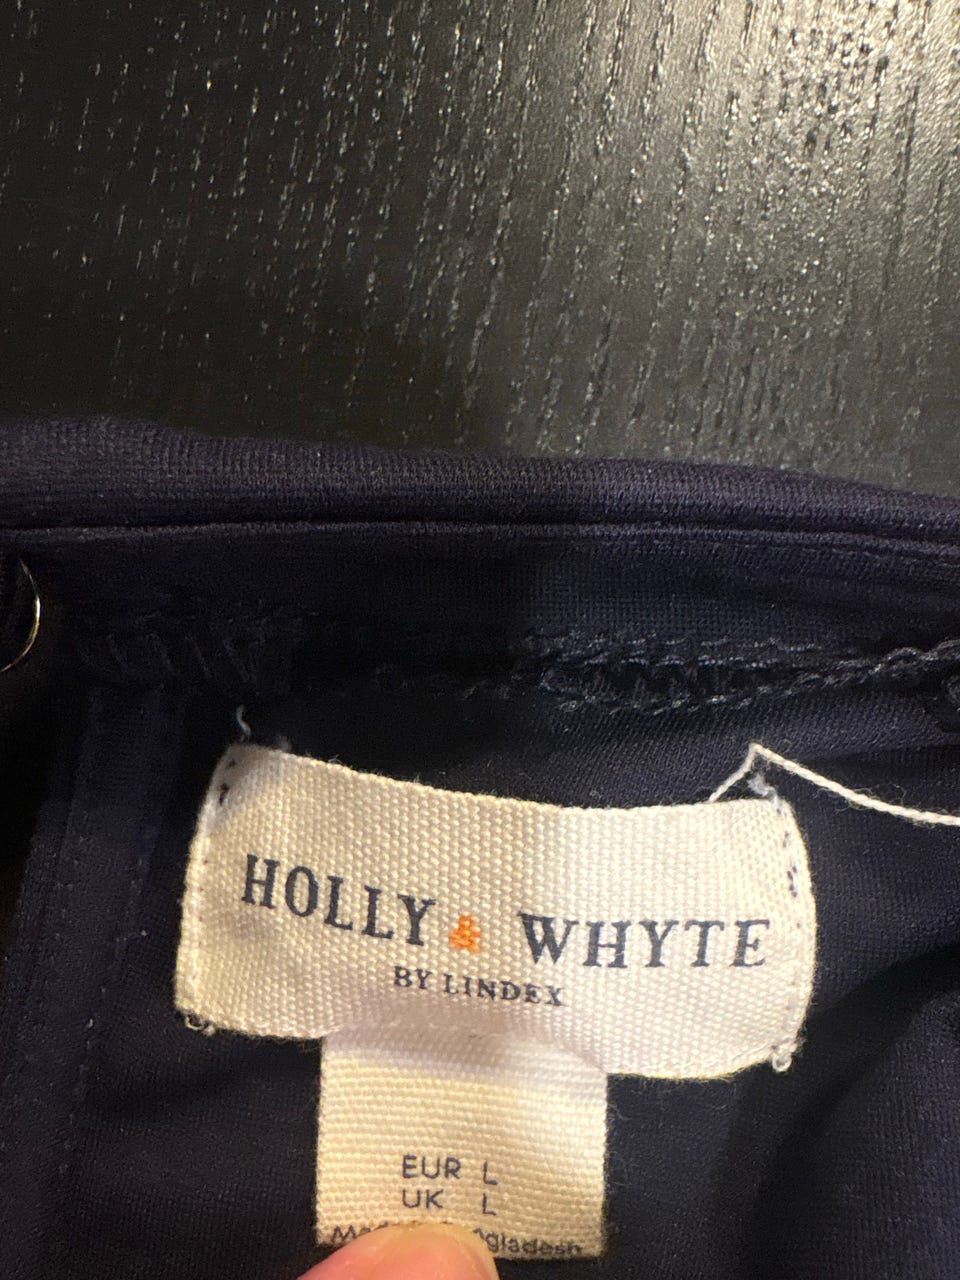 HOLLY & WHYTE
BY LINDEX
EUR L
UK L